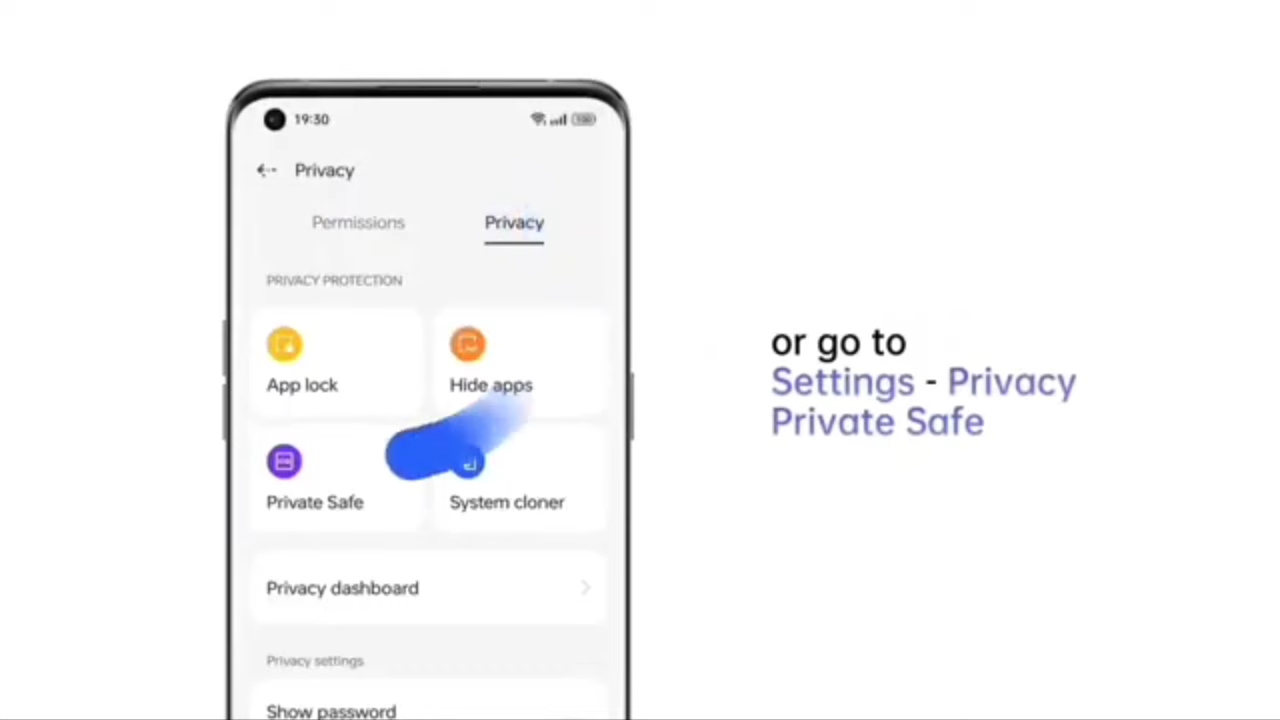 19:30
Privacy
Permissions Privacy
PRIVACY PROTECTION
App lock
Hide apps
Private Safe
System cloner
Privacy dashboard
Privacy settings
Show password
or go to
Settings - Privacy
Private Safe